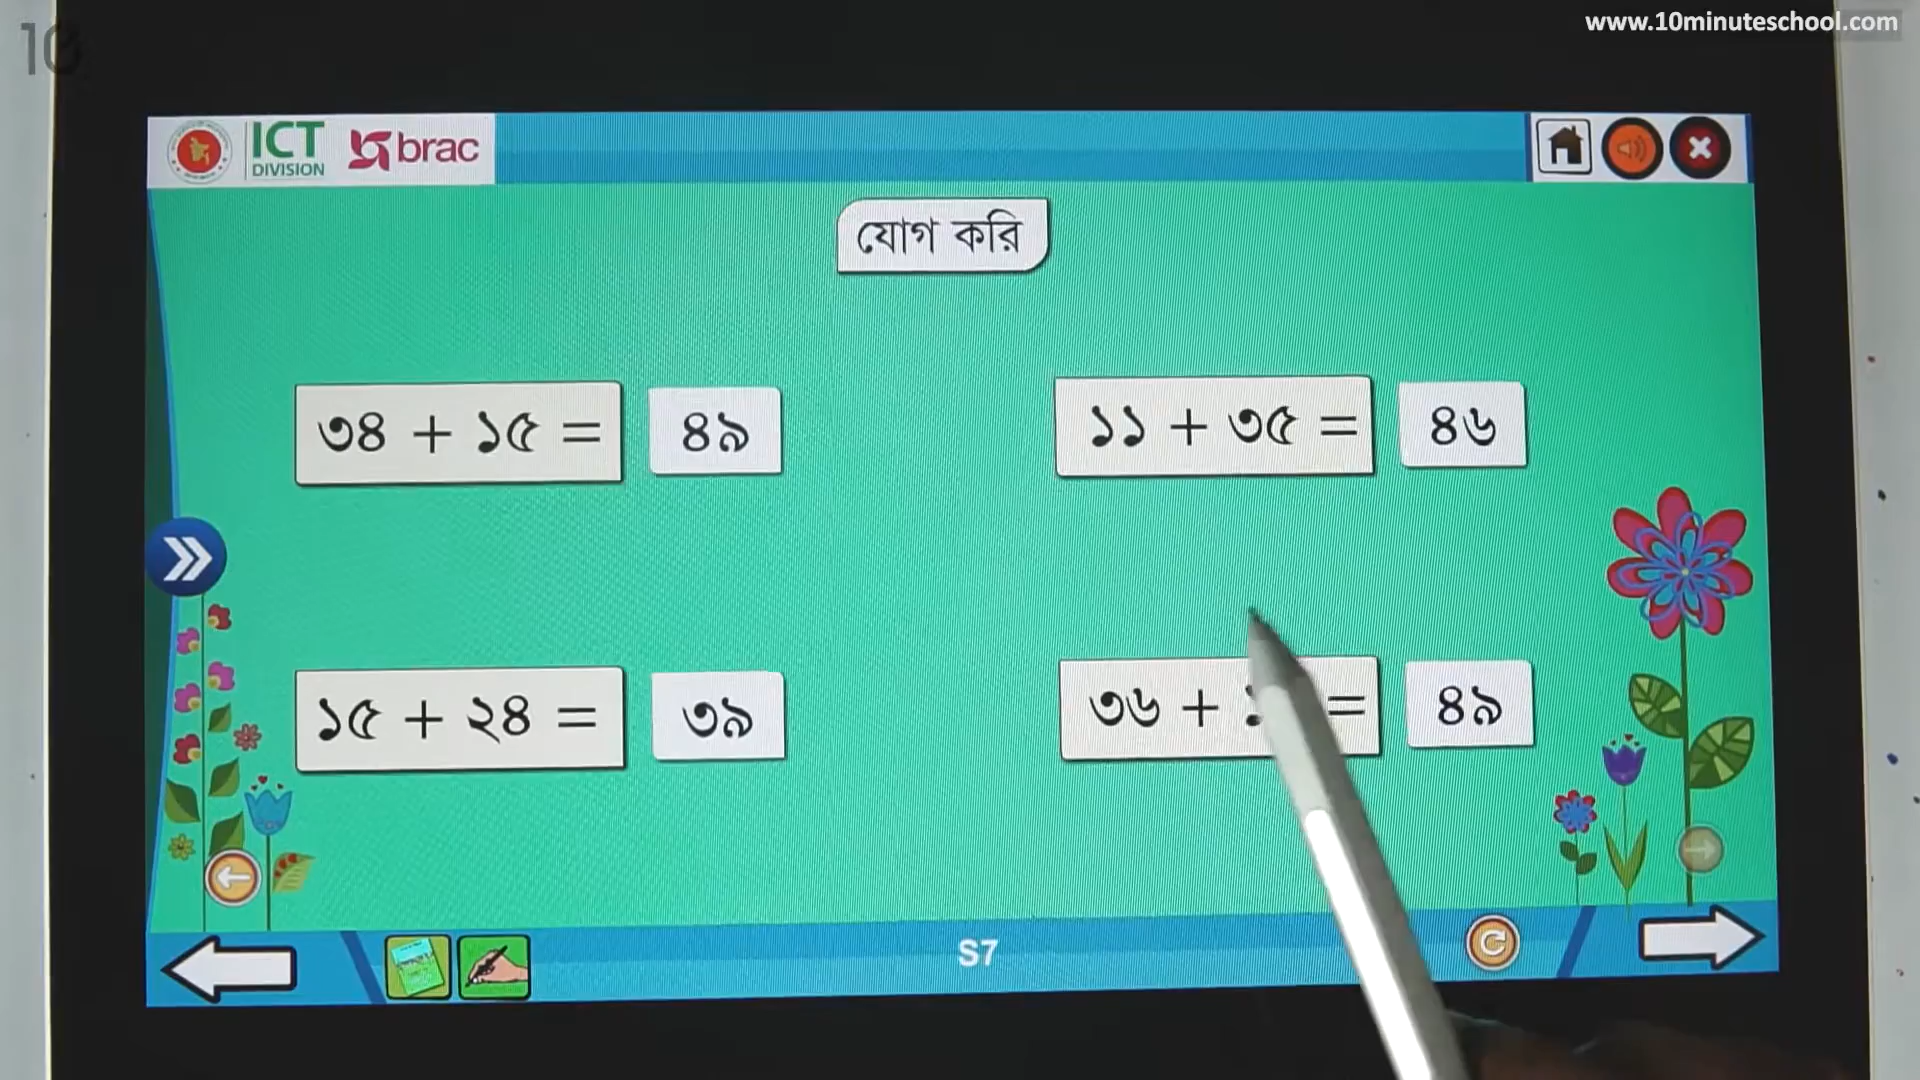 10
www.10minuteschool.com
ICT
DIVISION
brac
যোগ করি
৩৪ + ১৫ = ৪৯
১১ + ৩৫ = ৪৬
১৫ + ২৪ = ৩৯
৩৬ + = ৪৯
S7